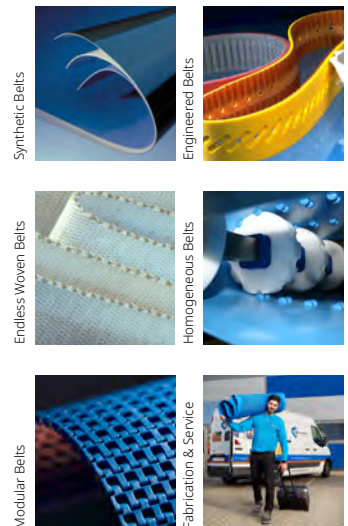 Synthetic Belts
Engineered Belts
Endless Woven Belts
Homogeneous Belts
Modular Belts
Fabrication & Service